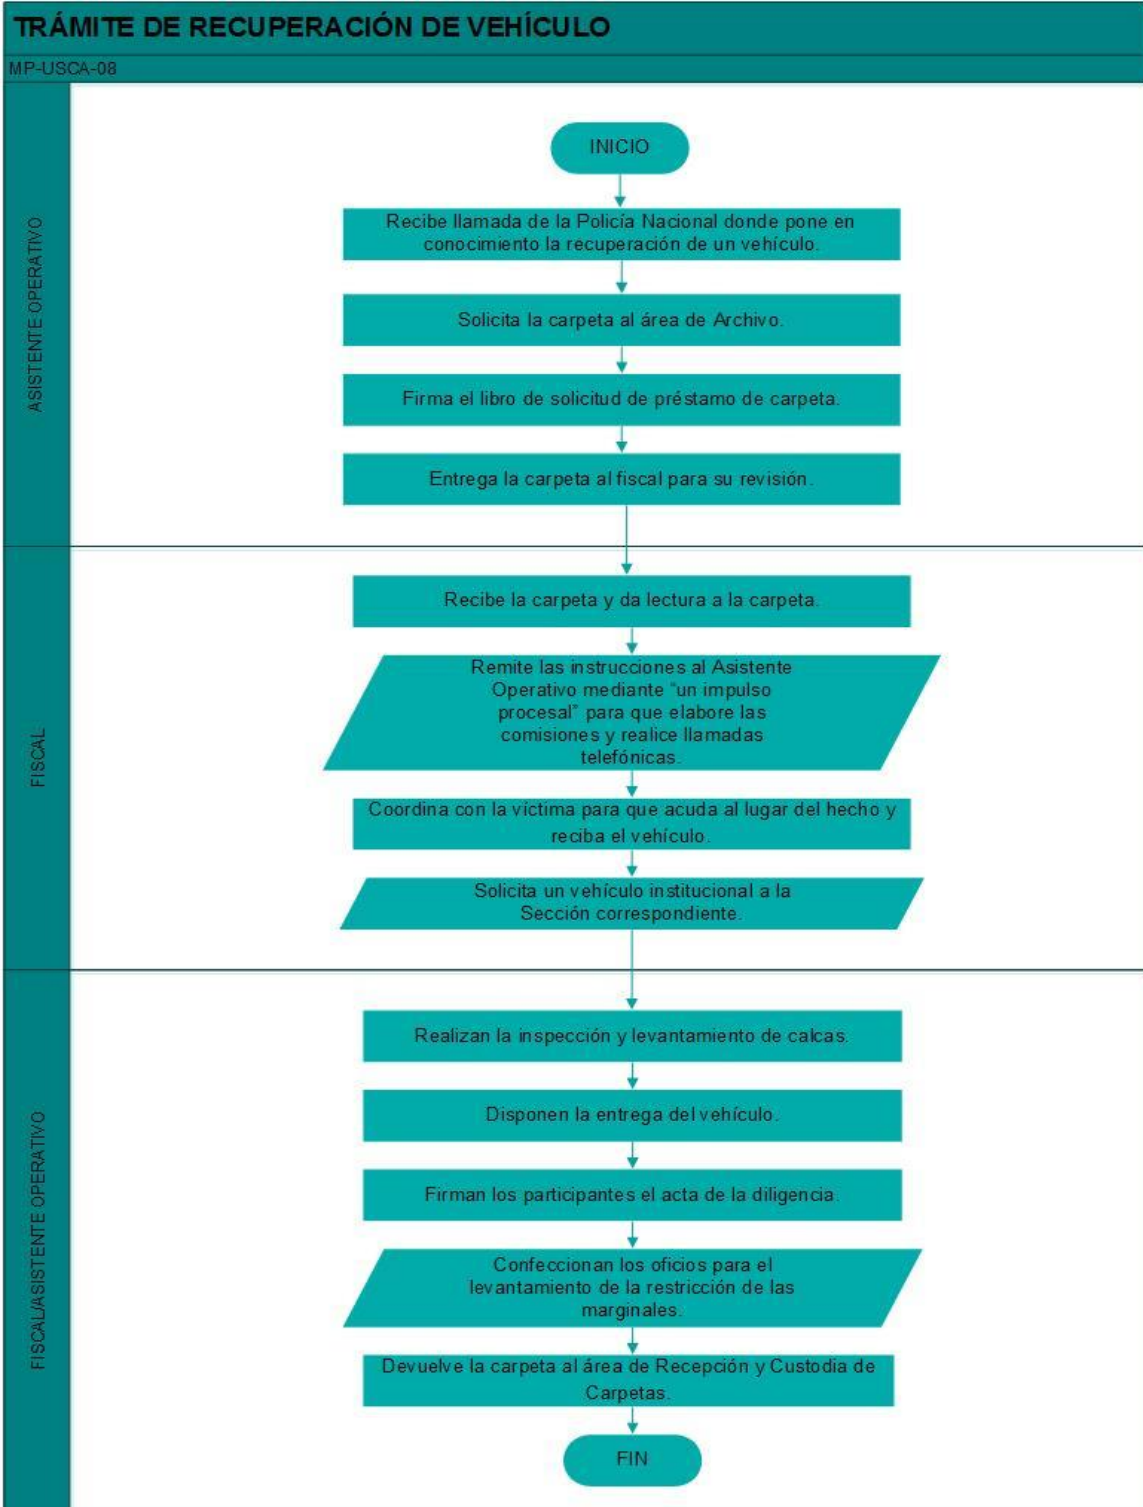 TRÁMITE DE RECUPERACIÓN DE VEHÍCULO
MP-USCA-08
ASISTENTE OPERATIVO
INICIO
Recibe llamada de la Policía Nacional donde pone en
conocimiento la recuperación de un vehículo.
Solicita la carpeta al área de Archivo.
Firma el libro de solicitud de préstamo de carpeta.
Entrega la carpeta al fiscal para su revisión.
FISCAL
Recibe la carpeta y da lectura a la carpeta.
Remite las instrucciones al Asistente
Operativo mediante “un impulso
procesal” para que elabore las
comisiones y realice llamadas
telefónicas.
Coordina con la víctima para que acuda al lugar del hecho y
reciba el vehículo.
Solicita un vehículo institucional a la
Sección correspondiente.
FISCAL/ASISTENTE OPERATIVO
Realizan la inspección y levantamiento de calcas.
Disponen la entrega del vehículo.
Firman los participantes el acta de la diligencia.
Confeccionan los oficios para el
levantamiento de la restricción de las
marginales.
Devuelve la carpeta al área de Recepción y Custodia de
Carpetas.
FIN